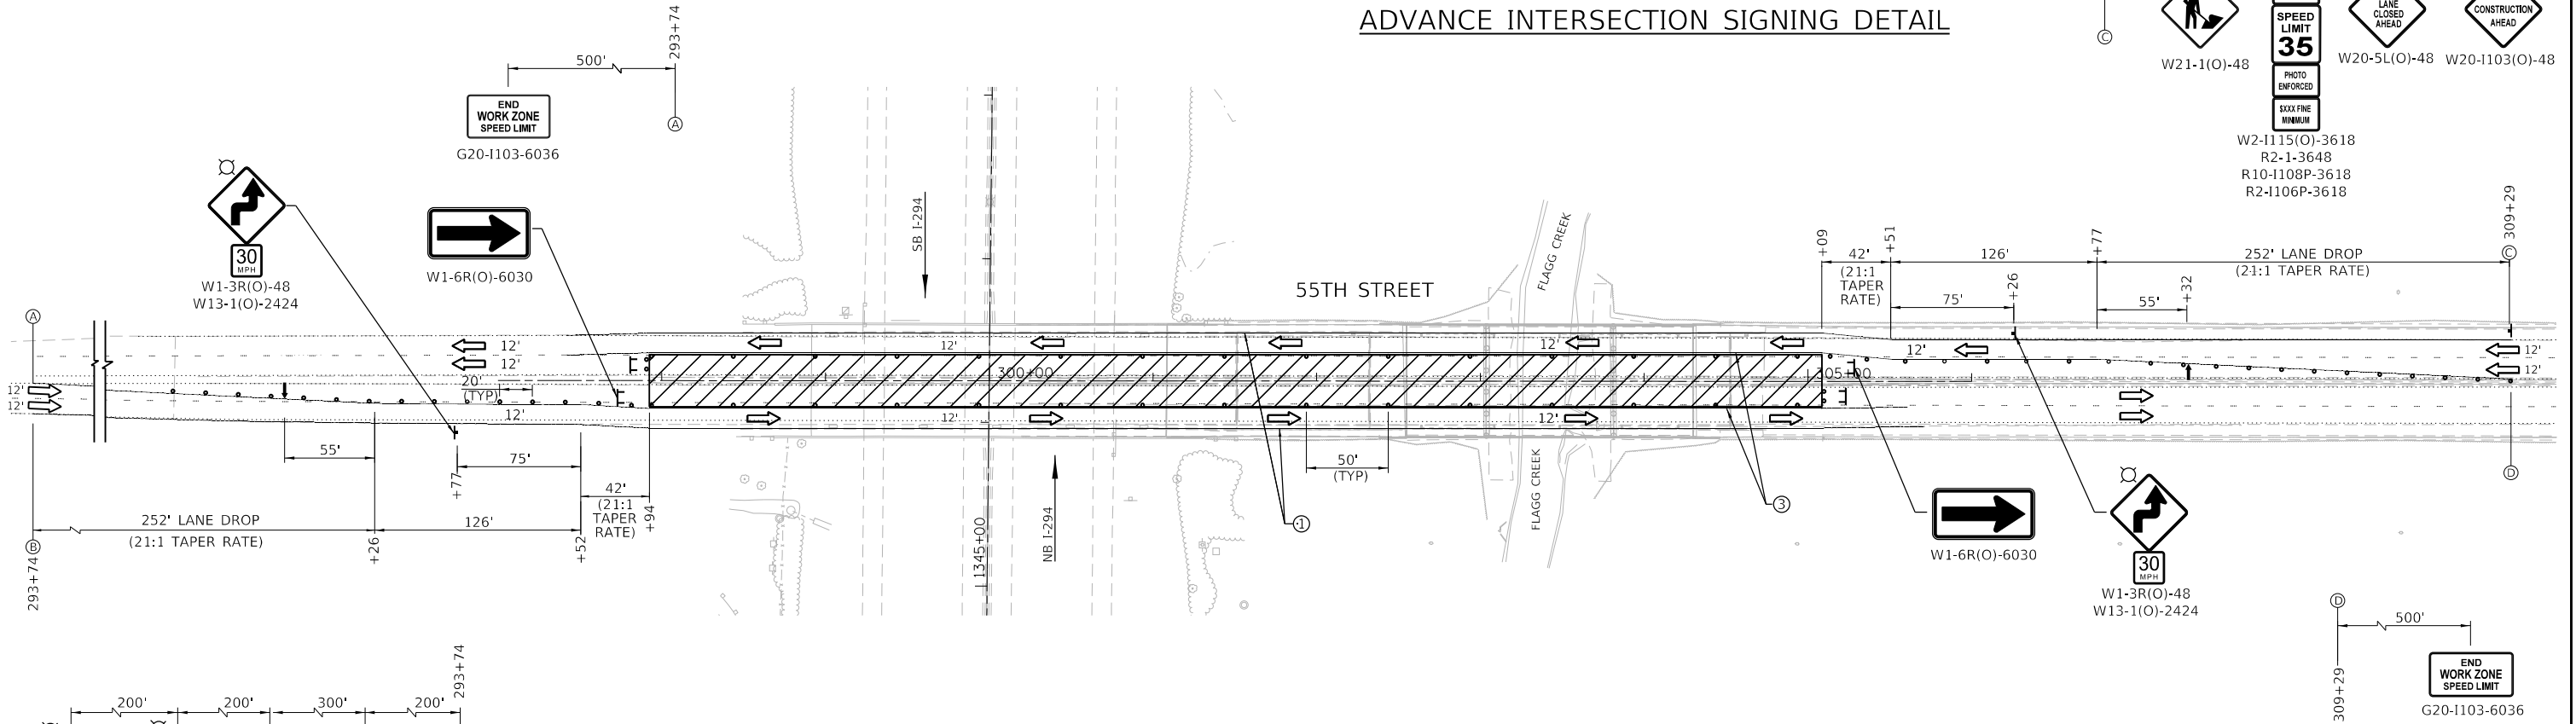 ADVANCE INTERSECTION SIGNING DETAIL
293+74
500'
A
END
WORK ZONE
SPEED LIMIT
G20-I103-6036
C
W21-1(O)-48
SPEED
LIMIT
35
PHOTO
ENFORCED
$XXX FINE
MINIMUM
W2-I115(O)-3618
R2-1-3648
R10-I108P-3618
R2-I106P-3618
LANE
CLOSED
AHEAD
W20-5L(O)-48
CONSTRUCTION
AHEAD
W20-I103(O)-48
30
MPH
W1-3R(O)-48
W13-1(O)-2424
W1-6R(O)-6030
SB I-294
55TH STREET
FLAGG CREEK
+09
42'
(21:1
TAPER
RATE)
+51
126'
+77
252' LANE DROP
(21:1 TAPER RATE)
309+29
C
75'
+26
55'
+32
A
12'
12'
12'
12'
12'
12'
12'
12'
12'
12'
12'
20'
(TYP)
300+00
305+00
12'
12'
12'
55'
75'
+77
42'
(21:1
TAPER
RATE)
+94
50'
(TYP)
252' LANE DROP
(21:1 TAPER RATE)
126'
+26
+52
B
293+74
1345+00
NB I-294
1
3
FLAGG CREEK
W1-6R(O)-6030
30
MPH
W1-3R(O)-48
W13-1(O)-2424
D
D
500'
309+29
END
WORK ZONE
SPEED LIMIT
G20-I103-6036
200'
200'
300'
200'
293+74